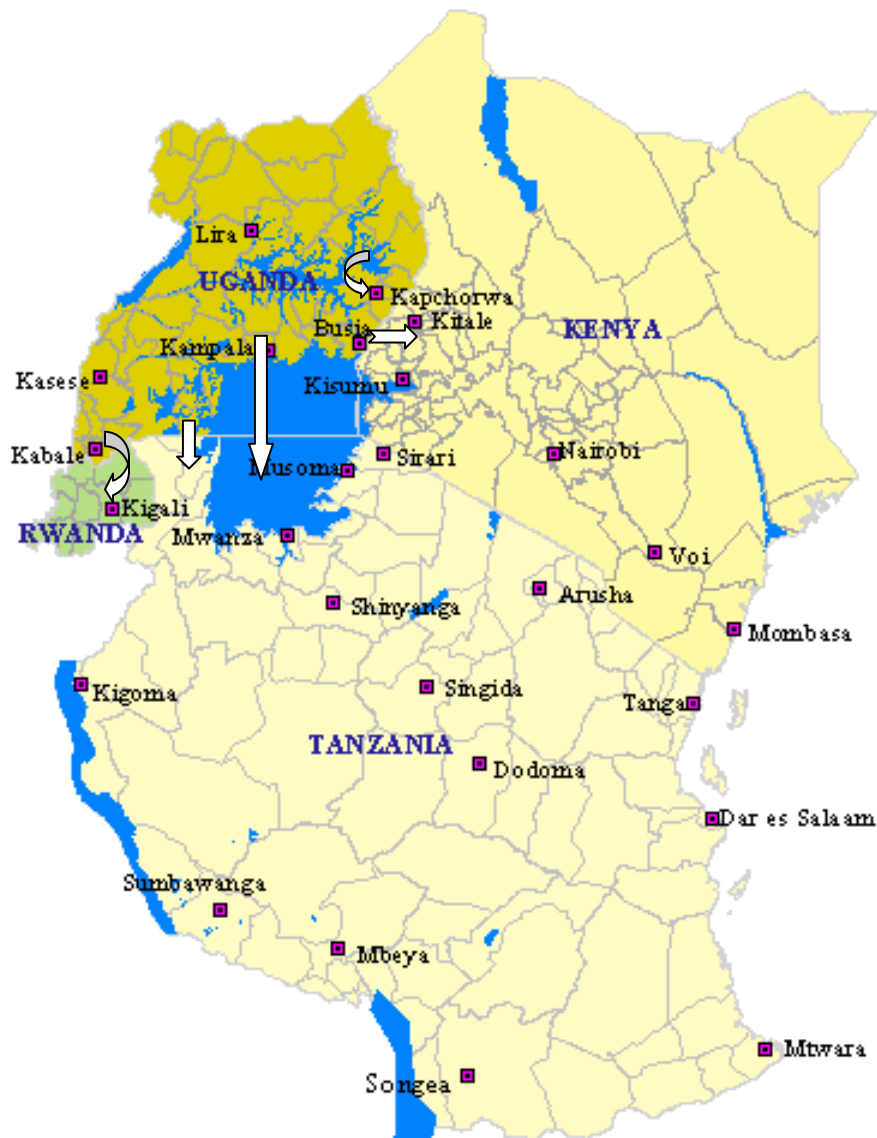 Lira
UGANDA
Kapchorwa
Busia
Kitale
KENYA
Kampala
Kasese
Kisumu
Kabale
Musoma
Sirari
Nairobi
Kigali
RWANDA
Mwanza
Voi
Shinyanga
Arusha
Mombasa
Kigoma
Singida
Tanga
TANZANIA
Dodoma
Dar es Salaam
Sumbawanga
Mbeya
Mtwara
Songea